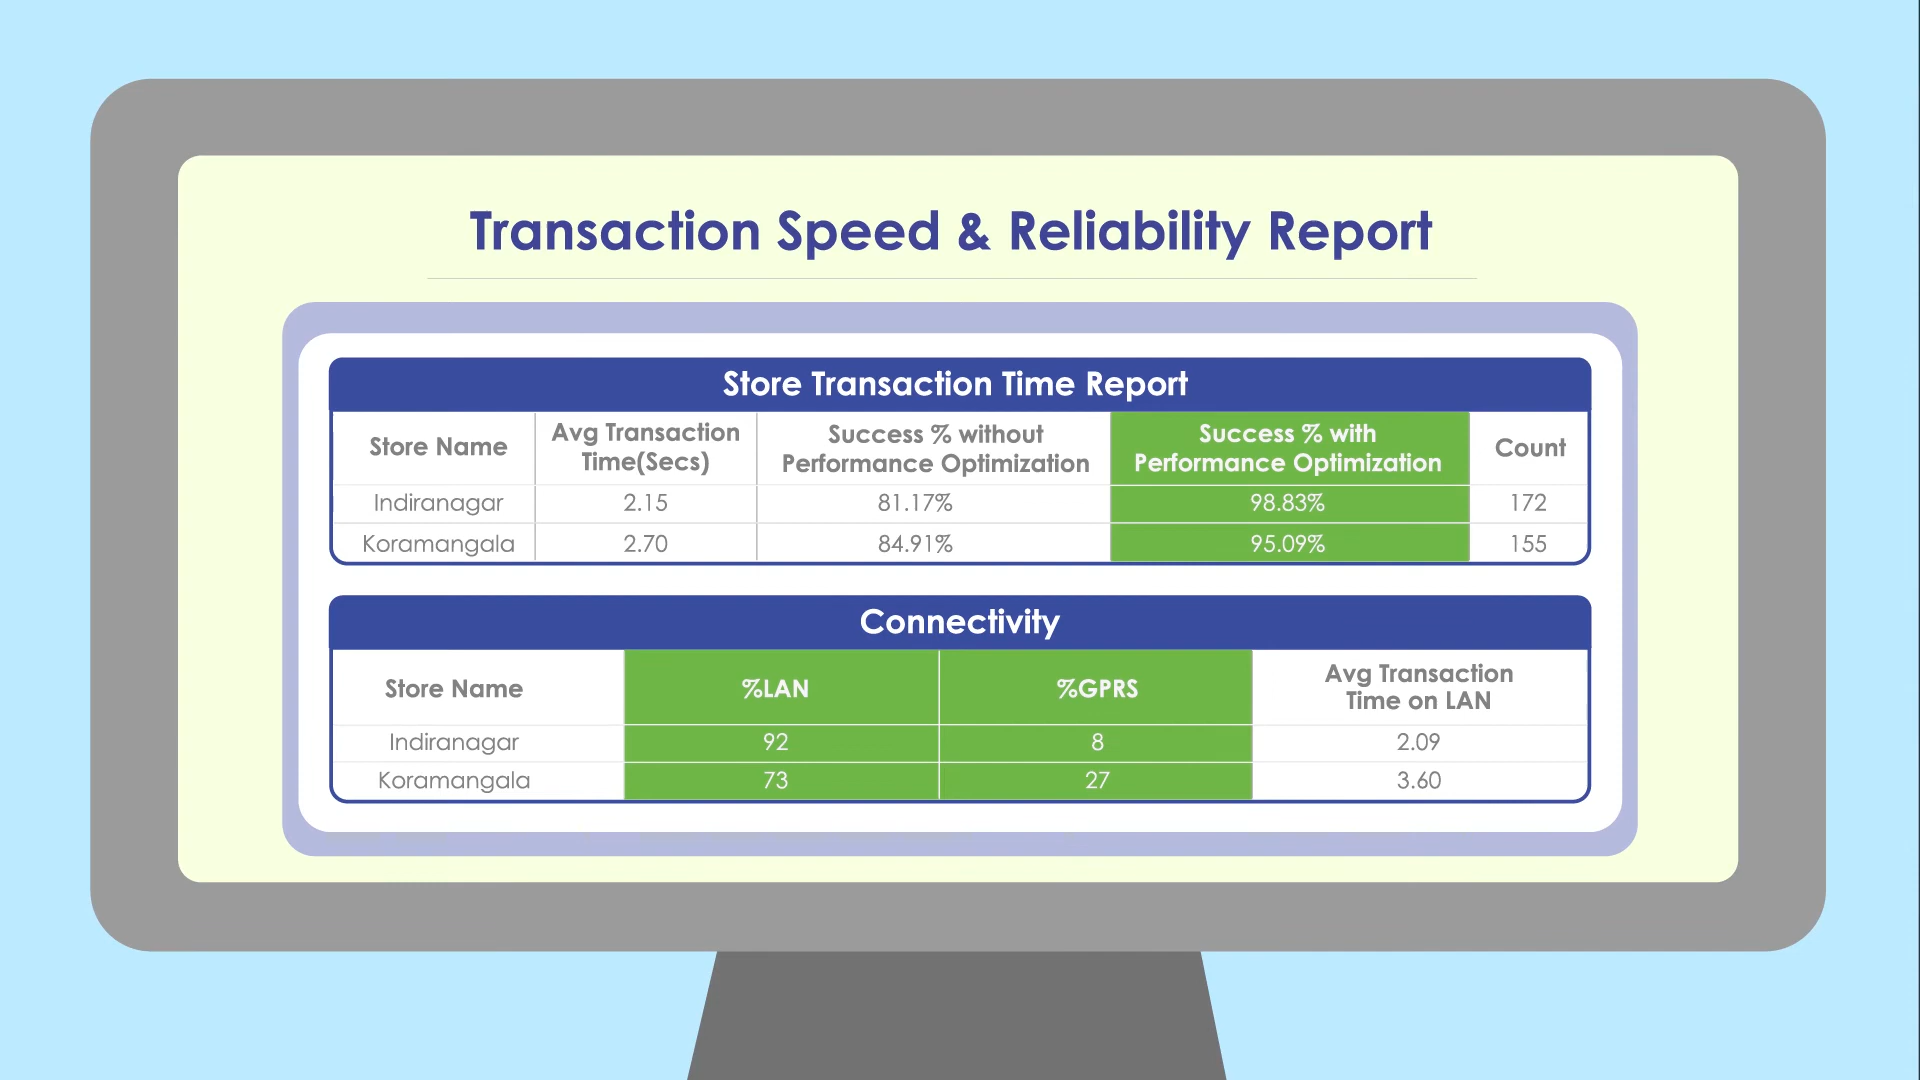 Transaction Speed & Reliability Report
Store Transaction Time Report
Store Name
Avg Transaction
Time(Secs)
Success % without
Performance Optimization
Success % with
Performance Optimization
Count
Indiranagar 2.15 81.17% 98.83% 172
Koramangala 2.70 84.91% 95.09% 155
Connectivity
Store Name
%LAN
%GPRS
Avg Transaction
Time on LAN
Indiranagar 92 8 2.09
Koramangala 73 27 3.60